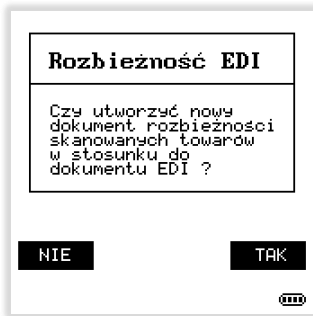 Rozbieżność EDI
Czy utworzyć nowy
dokument rozbieżności
skanowanych towarów
w stosunku do
dokumentu EDI ?
NIE TAK